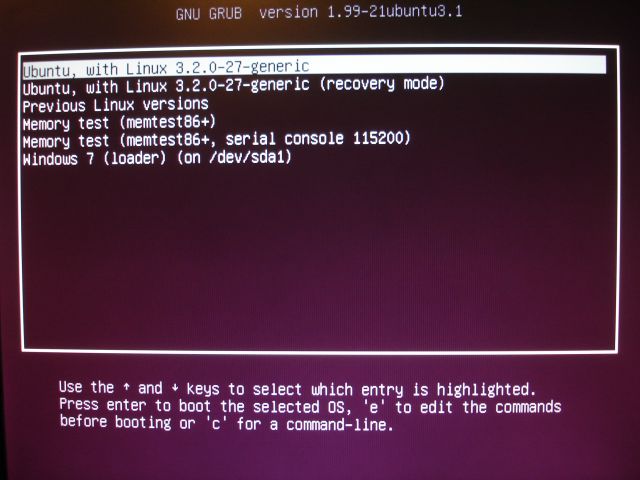 GNU GRUB  version 1.99-21ubuntu3.1
Ubuntu, with Linux 3.2.0-27-generic
Ubuntu, with Linux 3.2.0-27-generic (recovery mode)
Previous Linux versions
Memory test (memtest86+)
Memory test (memtest86+, serial console 115200)
Windows 7 (loader) (on /dev/sda1)
Use the ↑ and ↓ keys to select which entry is highlighted.
Press enter to boot the selected OS, 'e' to edit the commands
before booting or 'c' for a command-line.